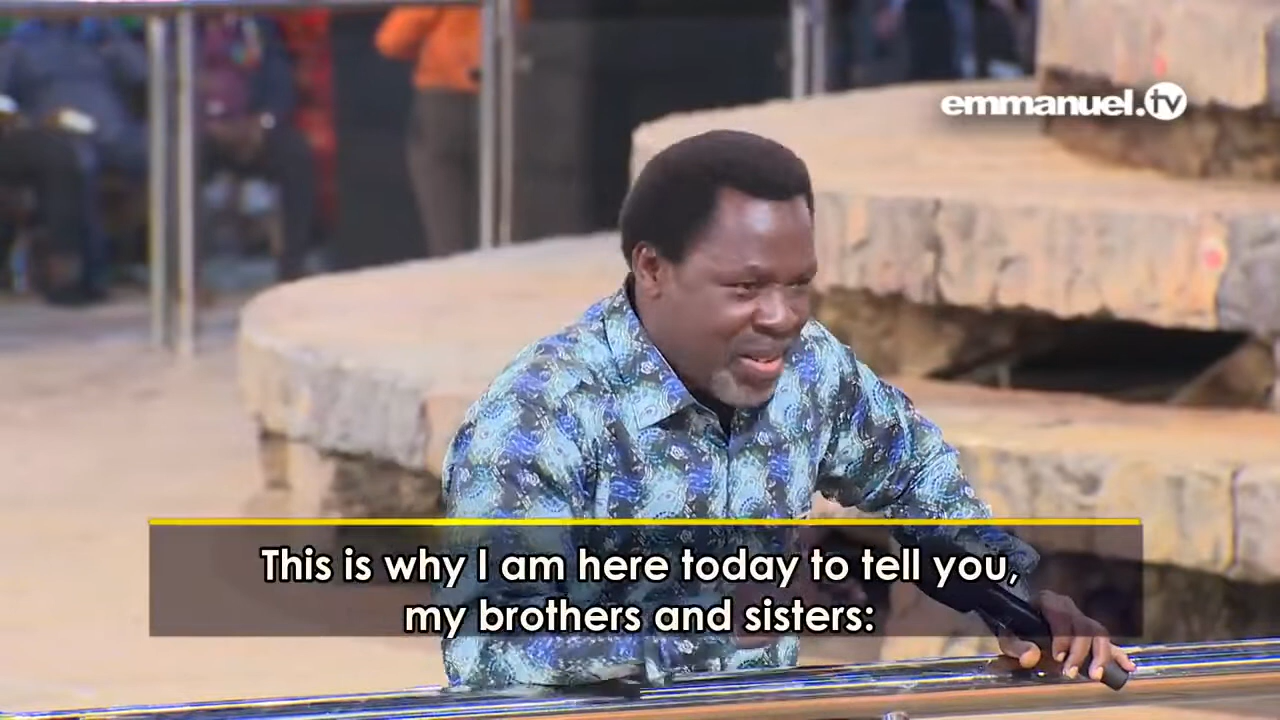 emmanuel.tv
This is why I am here today to tell you,
my brothers and sisters: